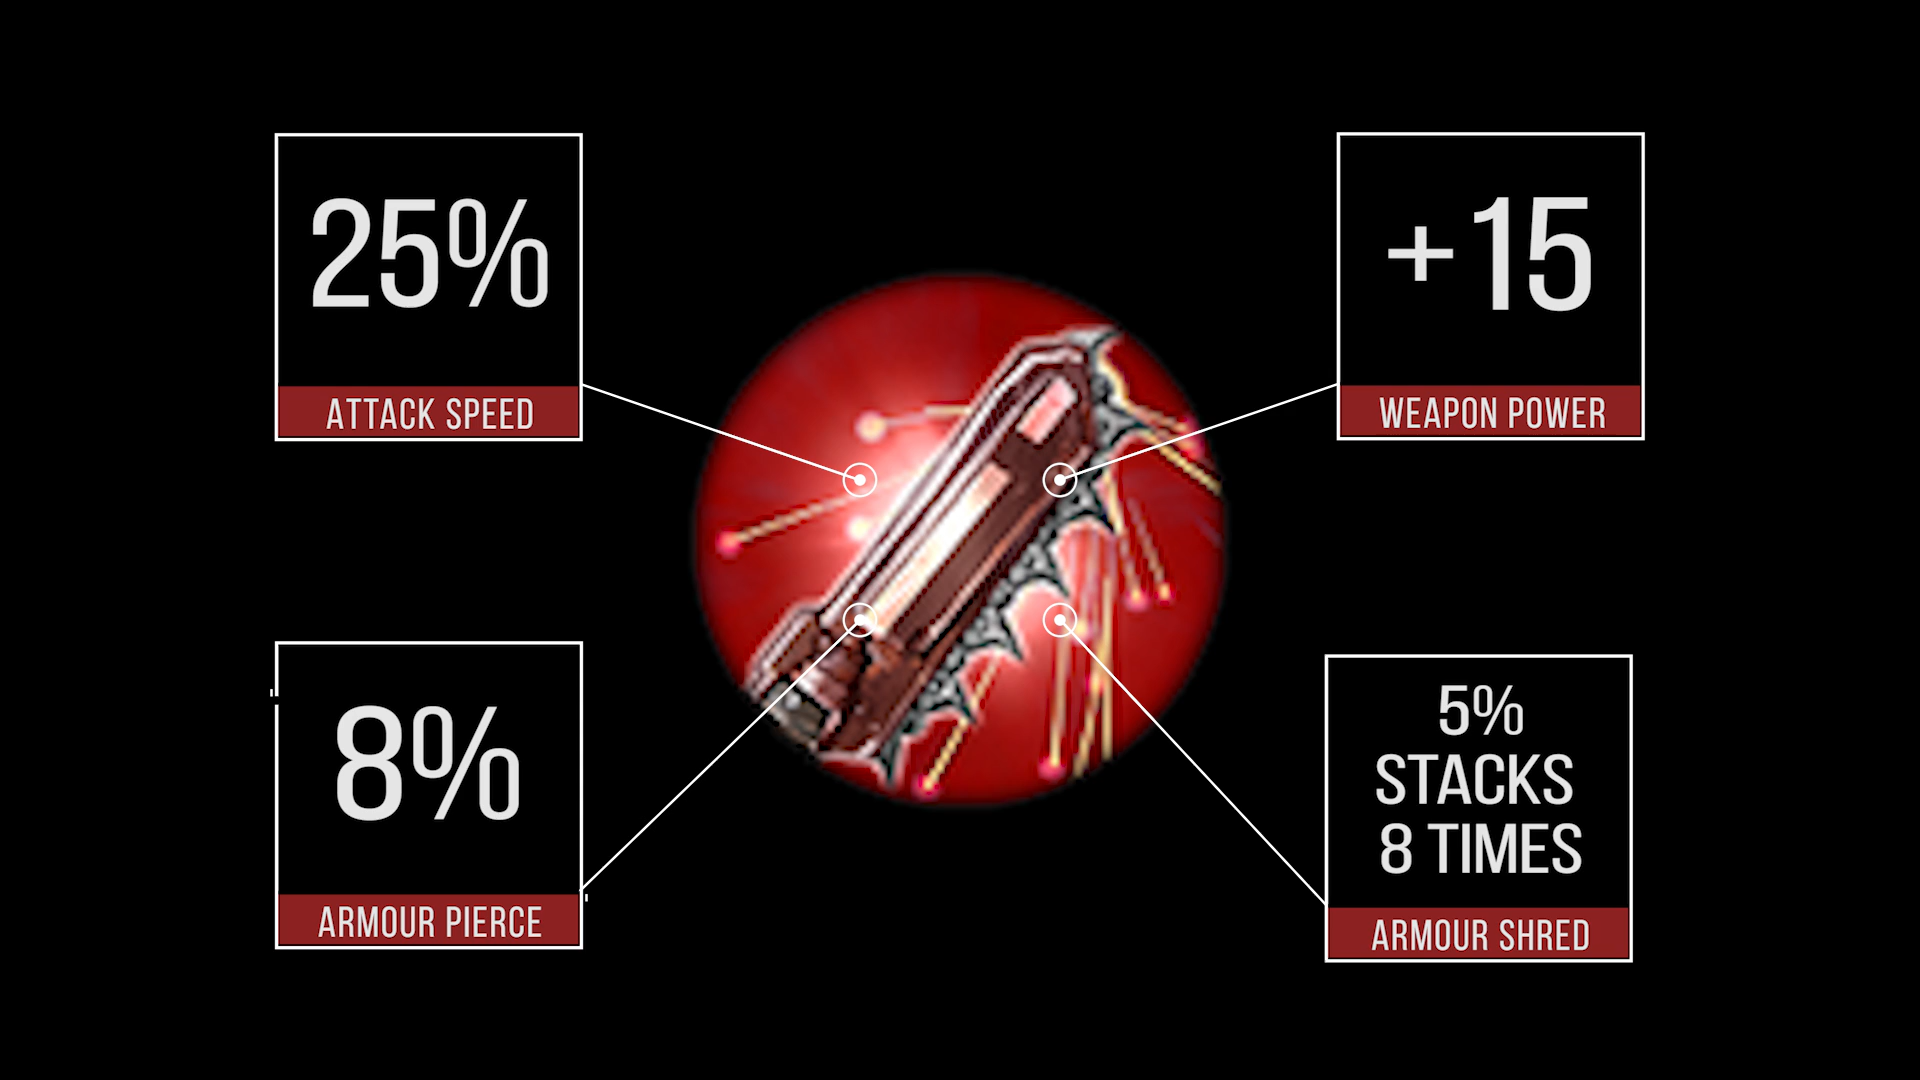 25%
ATTACK SPEED
+15
WEAPON POWER
8%
ARMOUR PIERCE
5%
STACKS
8 TIMES
ARMOUR SHRED